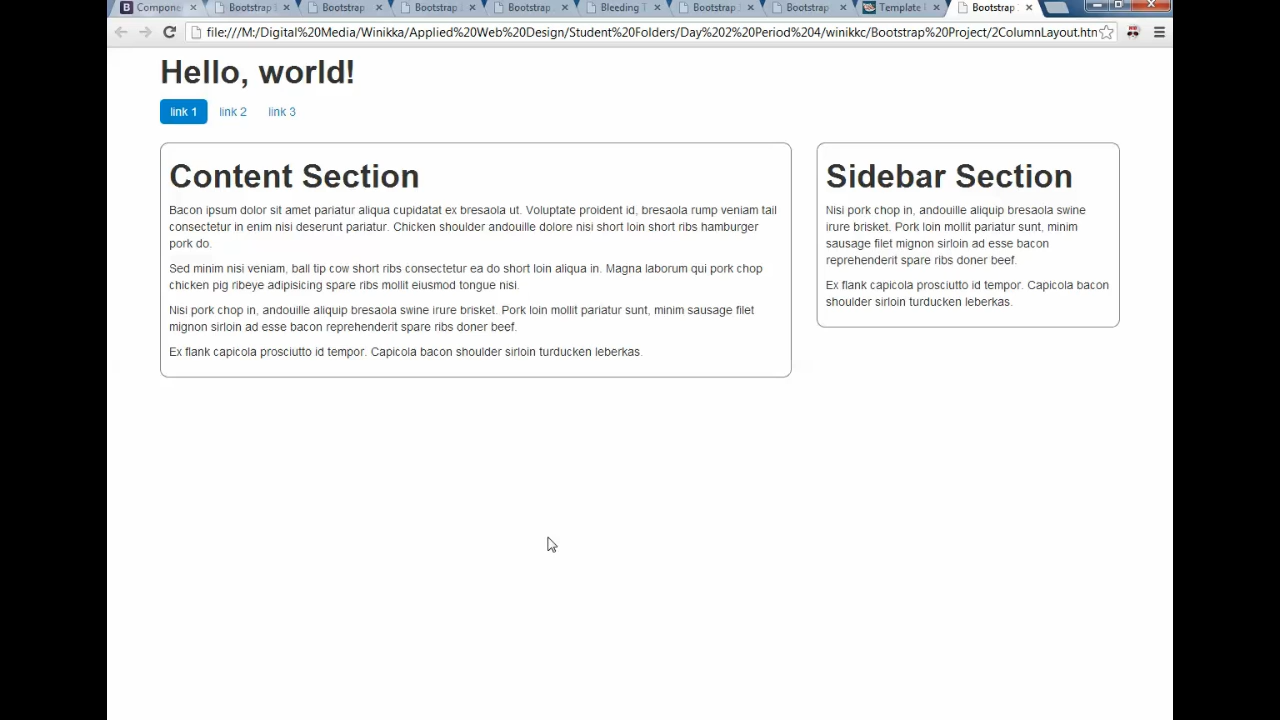 Componen
Bootstrap
Bootstrap
Bootstrap
Bootstrap
Bleeding
Bootstrap
Bootstrap
Template
Bootstrap
file:///M:/Digital%20Media/Winikka/Applied%20Web%20Design/Student%20Folders/Day%202%20Period%204/winikkc/Bootstrap%20Project/2ColumnLayout.htm
Hello, world!
link 1 link 2 link 3
Content Section
Bacon ipsum dolor sit amet pariatur aliqua cupidatat ex bresaola ut. Voluptate proident id, bresaola rump veniam tail
consectetur in enim nisi deserunt pariatur. Chicken shoulder andouille dolore nisi short loin short ribs hamburger
pork do.
Sed minim nisi veniam, ball tip cow short ribs consectetur ea do short loin aliqua in. Magna laborum qui pork chop
chicken pig ribeye adipisicing spare ribs mollit eiusmod tongue nisi.
Nisi pork chop in, andouille aliquip bresaola swine irure brisket. Pork loin mollit pariatur sunt, minim sausage filet
mignon sirloin ad esse bacon reprehenderit spare ribs doner beef.
Ex flank capicola prosciutto id tempor. Capicola bacon shoulder sirloin turducken leberkas.
Sidebar Section
Nisi pork chop in, andouille aliquip bresaola swine
irure brisket. Pork loin mollit pariatur sunt, minim
sausage filet mignon sirloin ad esse bacon
reprehenderit spare ribs doner beef.
Ex flank capicola prosciutto id tempor. Capicola bacon
shoulder sirloin turducken leberkas.